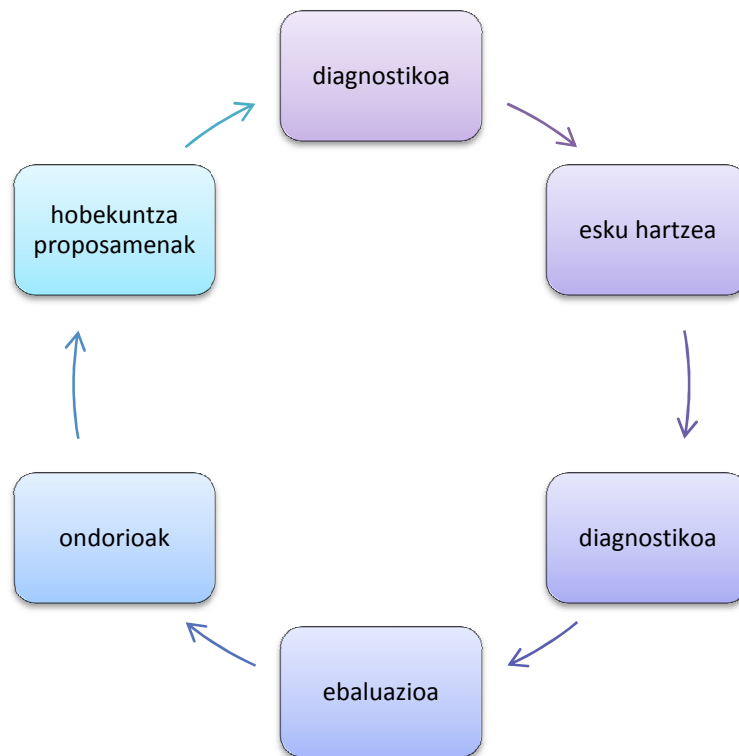 diagnostikoa
esku hartzea
diagnostikoa
ebaluazioa
ondorioak
hobekuntza
proposamenak